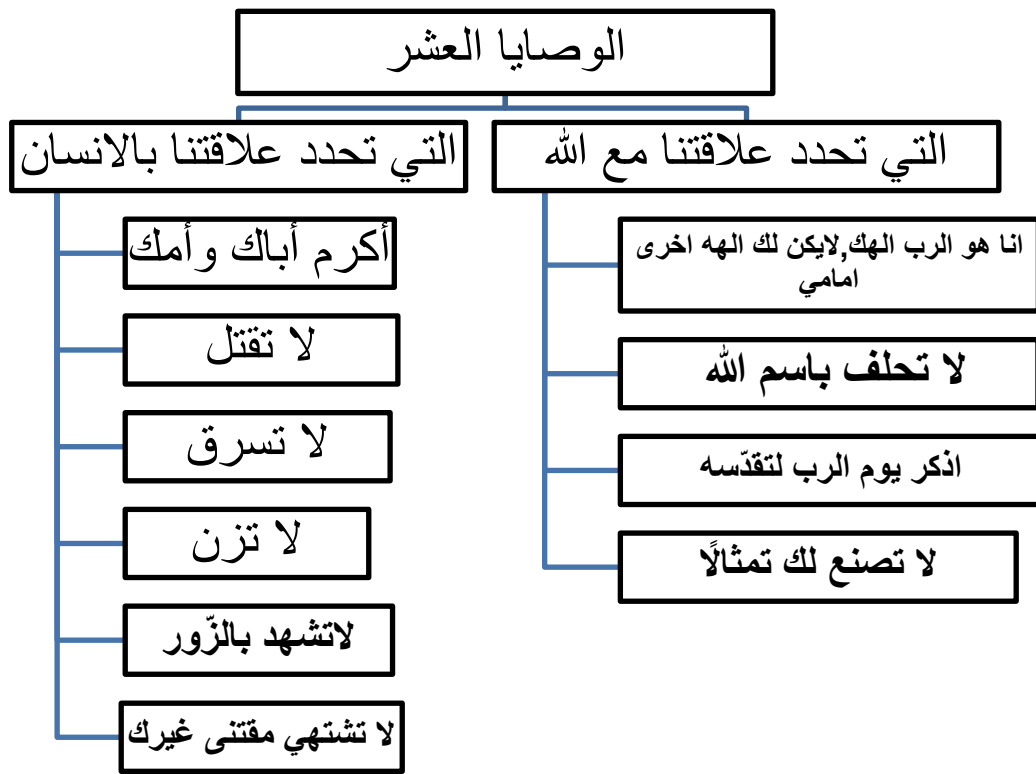 الوصايا العشر
التي تحدد علاقتنا مع الله
انا هو الرب الهك,لايكن لك الهه اخرى
امامي
لا تحلف باسم الله
اذكر يوم الرب لتقدّسه
لا تصنع لك تمثالًا
التي تحدد علاقتنا بالانسان
أكرم أباك وأمك
لا تقتل
لا تسرق
لا تزن
لاتشهد بالزّور
لا تشتهي مقتنى غيرك